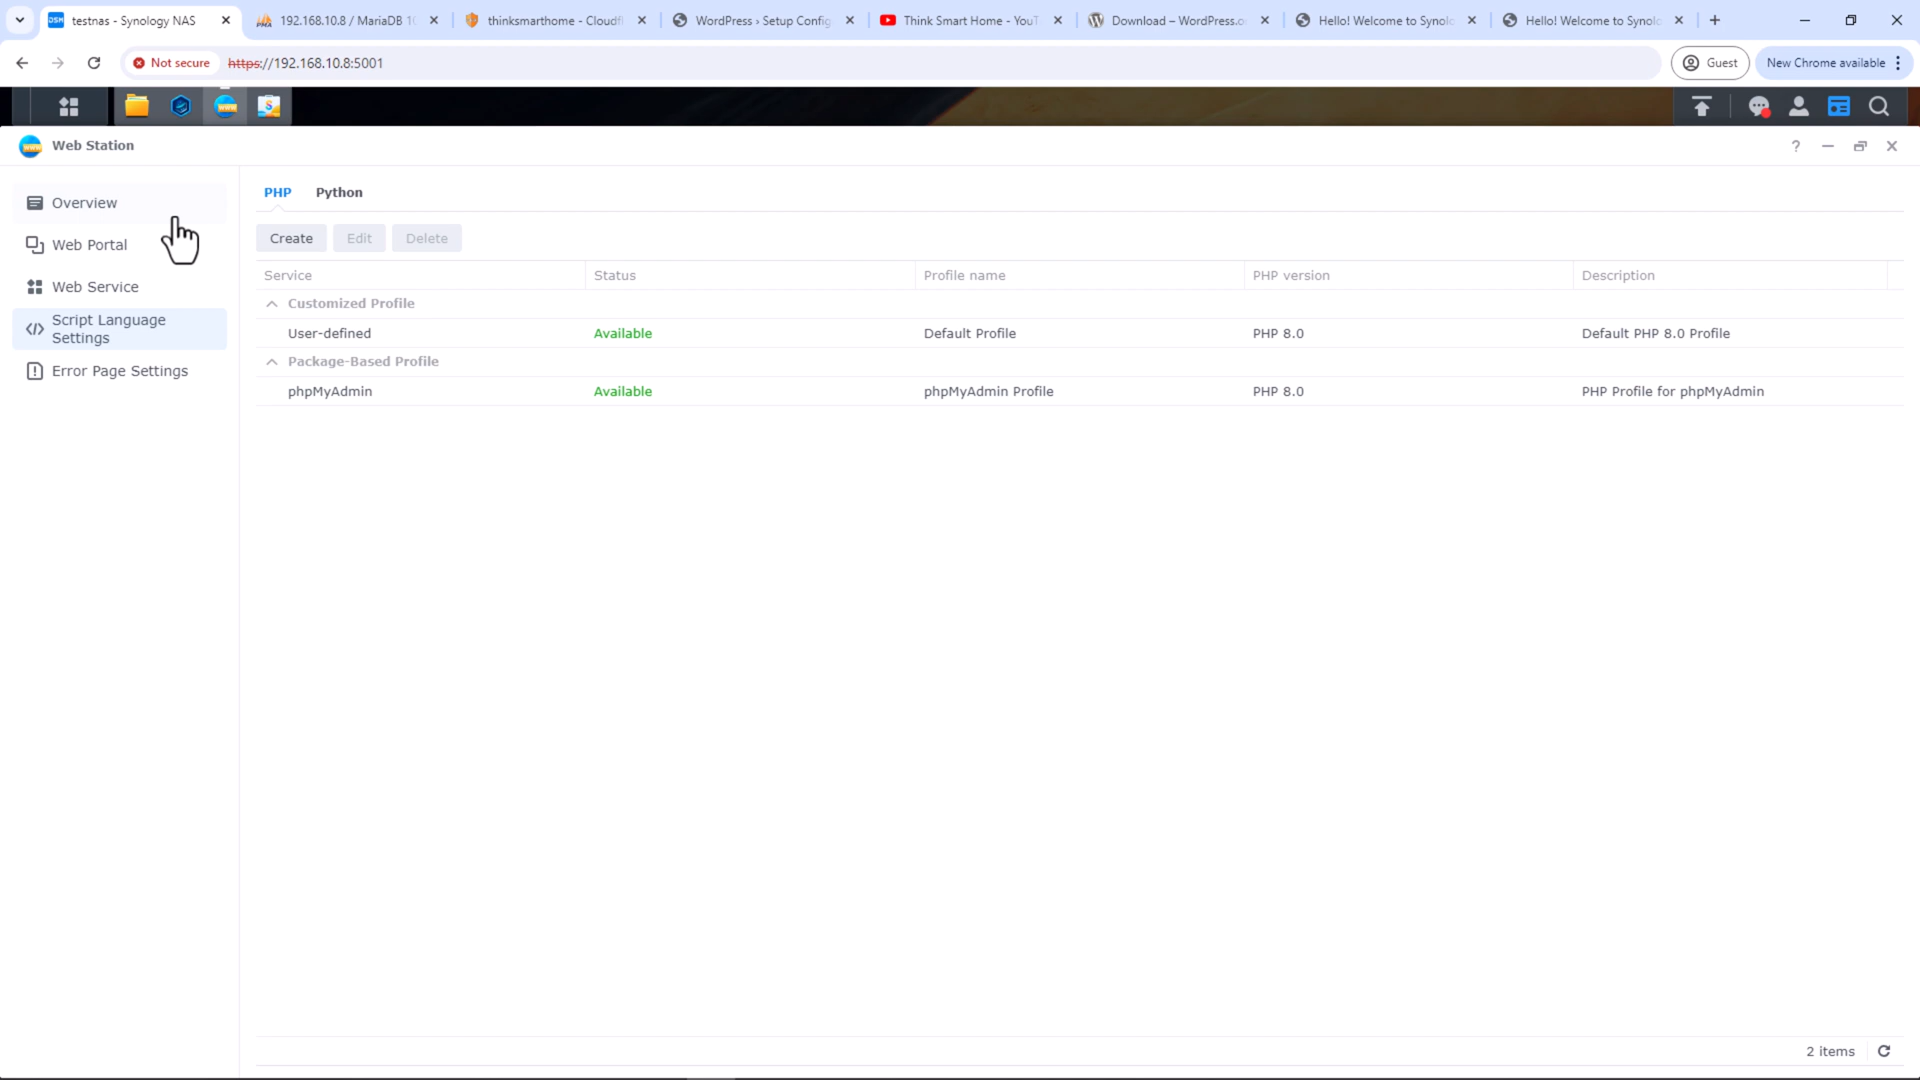 DSM testnas - Synology NAS
PMA 192.168.10.8 / MariaDB 1
thinksmarthome - Cloudf
WordPress › Setup Config
Think Smart Home - YouT
Download – WordPress.o
Hello! Welcome to Synolo
Hello! Welcome to Synolo
Not secure
https://192.168.10.8:5001
Guest
New Chrome available
www
S
www Web Station
?
Overview
Web Portal
Web Service
Script Language
Settings
Error Page Settings
PHP
Python
Create
Edit
Delete
Service
Status
Profile name
PHP version
Description
Customized Profile
User-defined
Available
Default Profile
PHP 8.0
Default PHP 8.0 Profile
Package-Based Profile
phpMyAdmin
Available
phpMyAdmin Profile
PHP 8.0
PHP Profile for phpMyAdmin
2 items